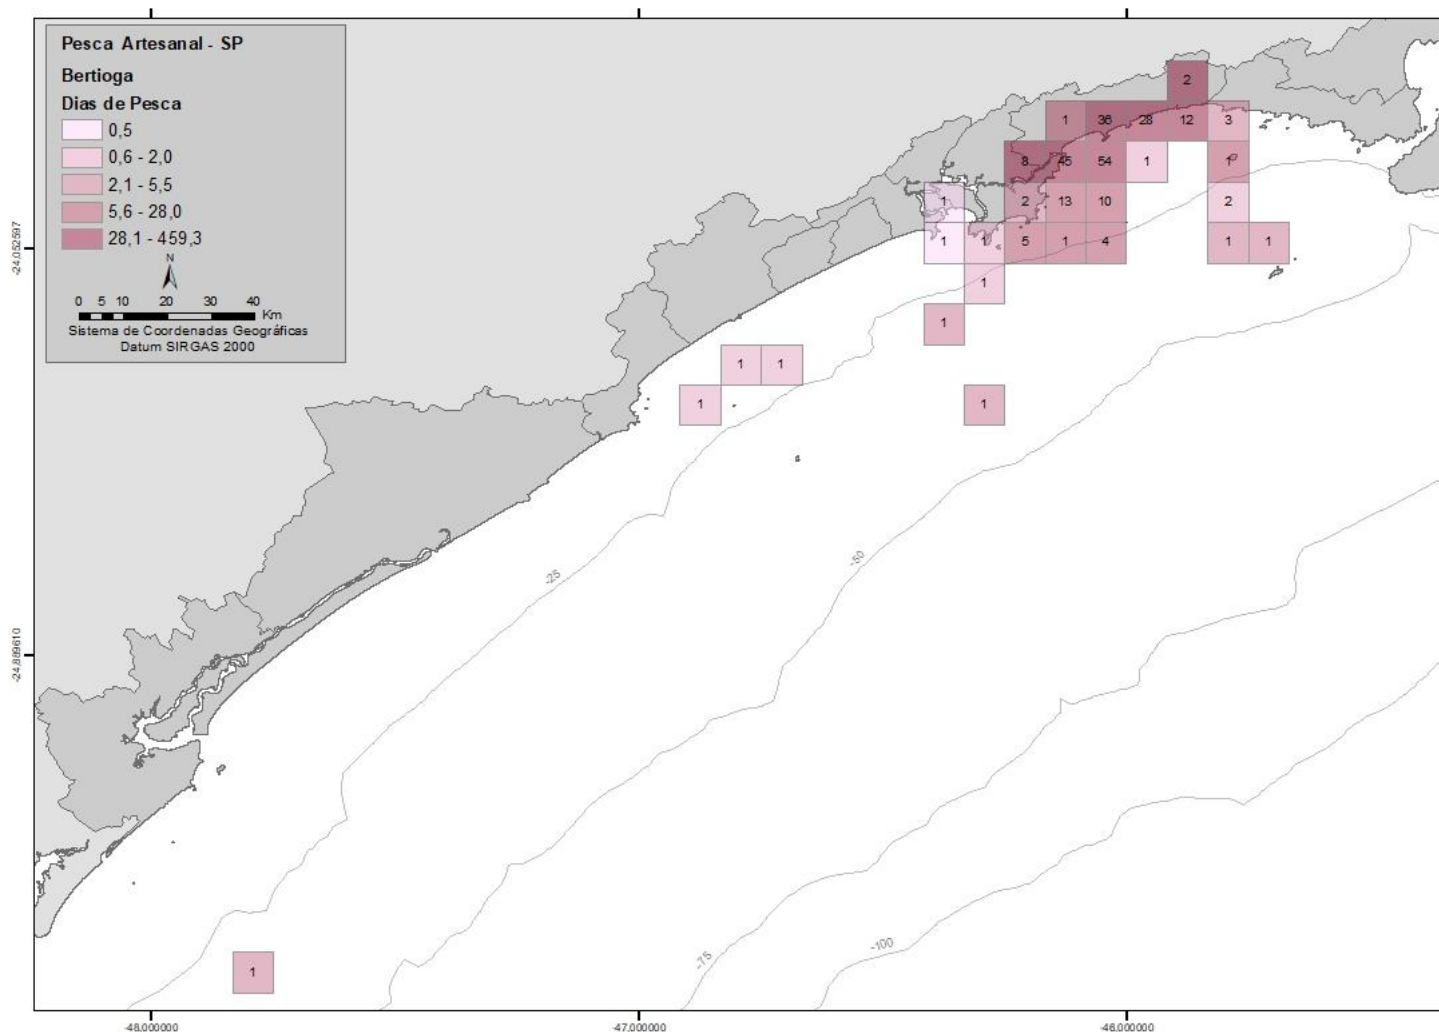 Pesca Artesanal - SP
Bertioga
Dias de Pesca
0,5
0,6 - 2,0
2,1 - 5,5
5,6 - 28,0
28,1 - 459,3
N
0 5 10 20 30 40
Km
Sistema de Coordenadas Geográficas
Datum SIRGAS 2000
2
1 36 28 12 3
8 45 54 1 1
1 2 13 10 2
1 1 5 1 4 1 1
-24,052597
1
1
1 1
1 1
-25
-50
-24,889610
-75
-100
1
-48,000000 -47,000000 -46,000000